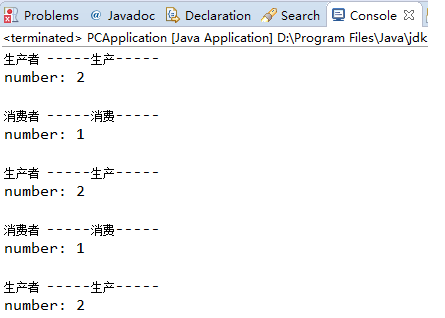 Problems @ Javadoc Declaration Search Console
<terminated> PCApplication [Java Application] D:\Program Files\Java\jdk
生产者 -----生产-----
number: 2
消费者 -----消费-----
number: 1
生产者 -----生产-----
number: 2
消费者 -----消费-----
number: 1
生产者 -----生产-----
number: 2